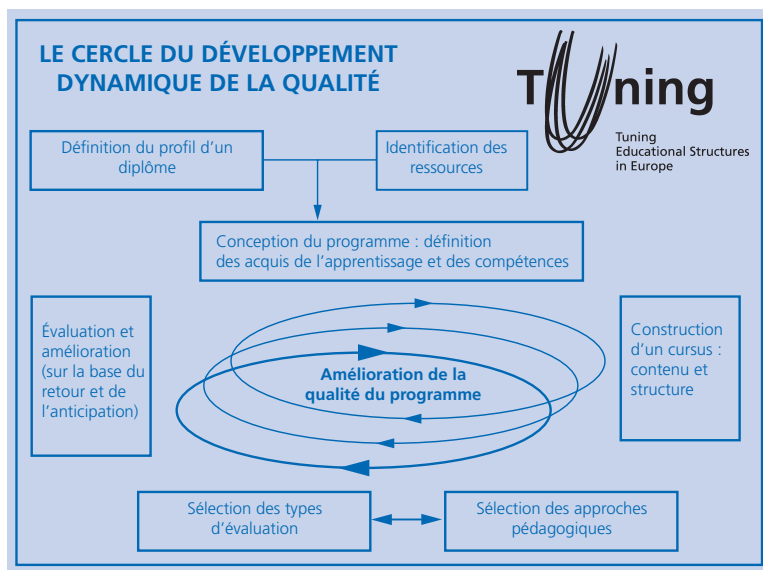 LE CERCLE DU DÉVELOPPEMENT
DYNAMIQUE DE LA QUALITÉ
Tuning
Tuning
Educational Structures
in Europe
Définition du profil d'un
diplôme
Identification des
ressources
Conception du programme : définition
des acquis de l'apprentissage et des compétences
Évaluation et
amélioration
(sur la base du
retour et de
l'anticipation)
Amélioration de la
qualité du programme
Construction
d'un cursus :
contenu et
structure
Sélection des types
d'évaluation
Sélection des approches
pédagogiques